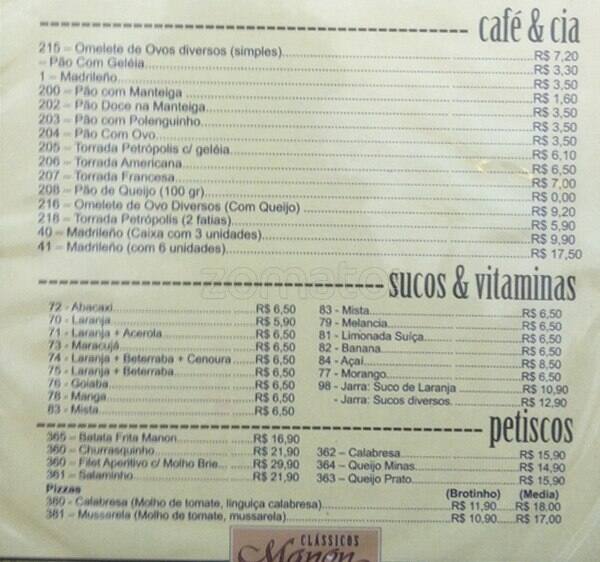 café & cia
215 – Omelete de Ovos diversos (simples) R$ 7,20
– Pão Com Geléia R$ 3,30
1 – Madrileño R$ 3,50
200 – Pão com Manteiga R$ 1,60
202 – Pão Doce na Manteiga R$ 3,50
203 – Pão com Polenguinho R$ 3,50
204 – Pão Com Ovo R$ 3,50
205 – Torrada Petrópolis c/ geléia R$ 6,10
206 – Torrada Americana R$ 6,50
207 – Torrada Francesa R$ 7,00
208 – Pão de Queijo (100 gr) R$ 0,00
216 – Omelete de Ovo Diversos (Com Queijo) R$ 9,20
218 – Torrada Petrópolis (2 fatias) R$ 5,90
40 – Madrileño (Caixa com 3 unidades) R$ 9,90
41 – Madrileño (com 6 unidades) R$ 17,50
zomato
sucos & vitaminas
72 - Abacaxi R$ 6,50
70 - Laranja R$ 5,90
71 - Laranja + Acerola R$ 6,50
73 - Maracujá R$ 6,50
74 - Laranja + Beterraba + Cenoura R$ 6,50
75 - Laranja + Beterraba R$ 6,50
76 - Goiaba R$ 6,50
78 - Manga R$ 6,50
83 - Mista R$ 6,50
83 - Mista R$ 6,50
79 - Melancia R$ 6,50
81 - Limonada Suíça R$ 6,50
82 - Banana R$ 6,50
84 - Açaí R$ 8,50
77 - Morango R$ 6,50
98 - Jarra: Suco de Laranja R$ 10,90
- Jarra: Sucos diversos. R$ 12,90
petiscos
365 – Batata Frita Manon R$ 16,90
360 – Churrasquinho R$ 21,90
360 – Filet Aperitivo c/ Molho Brie R$ 29,90
361 – Salaminho R$ 21,90
362 – Calabresa R$ 15,90
364 – Queijo Minas R$ 14,90
363 – Queijo Prato R$ 15,90
Pizzas (Brotinho) (Media)
380 - Calabresa (Molho de tomate, linguiça calabresa) R$ 11,90 R$ 18,00
381 – Mussarela (Molho de tomate, mussarela) R$ 10,90 R$ 17,00
CLÁSSICOS
Manon